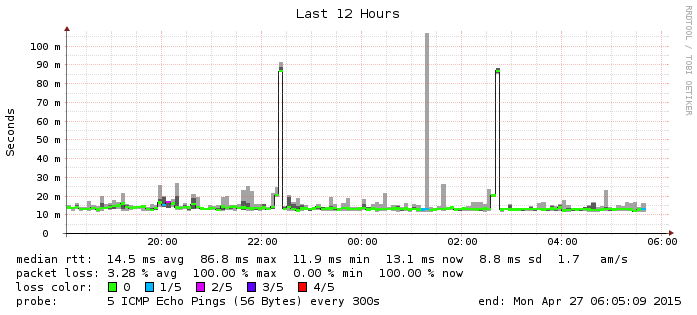 Last 12 Hours
RRDTOOL / TOBI OETIKER
Seconds
100 m
90 m
80 m
70 m
60 m
50 m
40 m
30 m
20 m
10 m
0
20:00 22:00 00:00 02:00 04:00 06:00
median rtt: 14.5 ms avg 86.8 ms max 11.9 ms min 13.1 ms now 8.8 ms sd 1.7 am/s
packet loss: 3.28 % avg 100.00 % max 0.00 % min 100.00 % now
loss color: 0 1/5 2/5 3/5 4/5
probe: 5 ICMP Echo Pings (56 Bytes) every 300s end: Mon Apr 27 06:05:09 2015